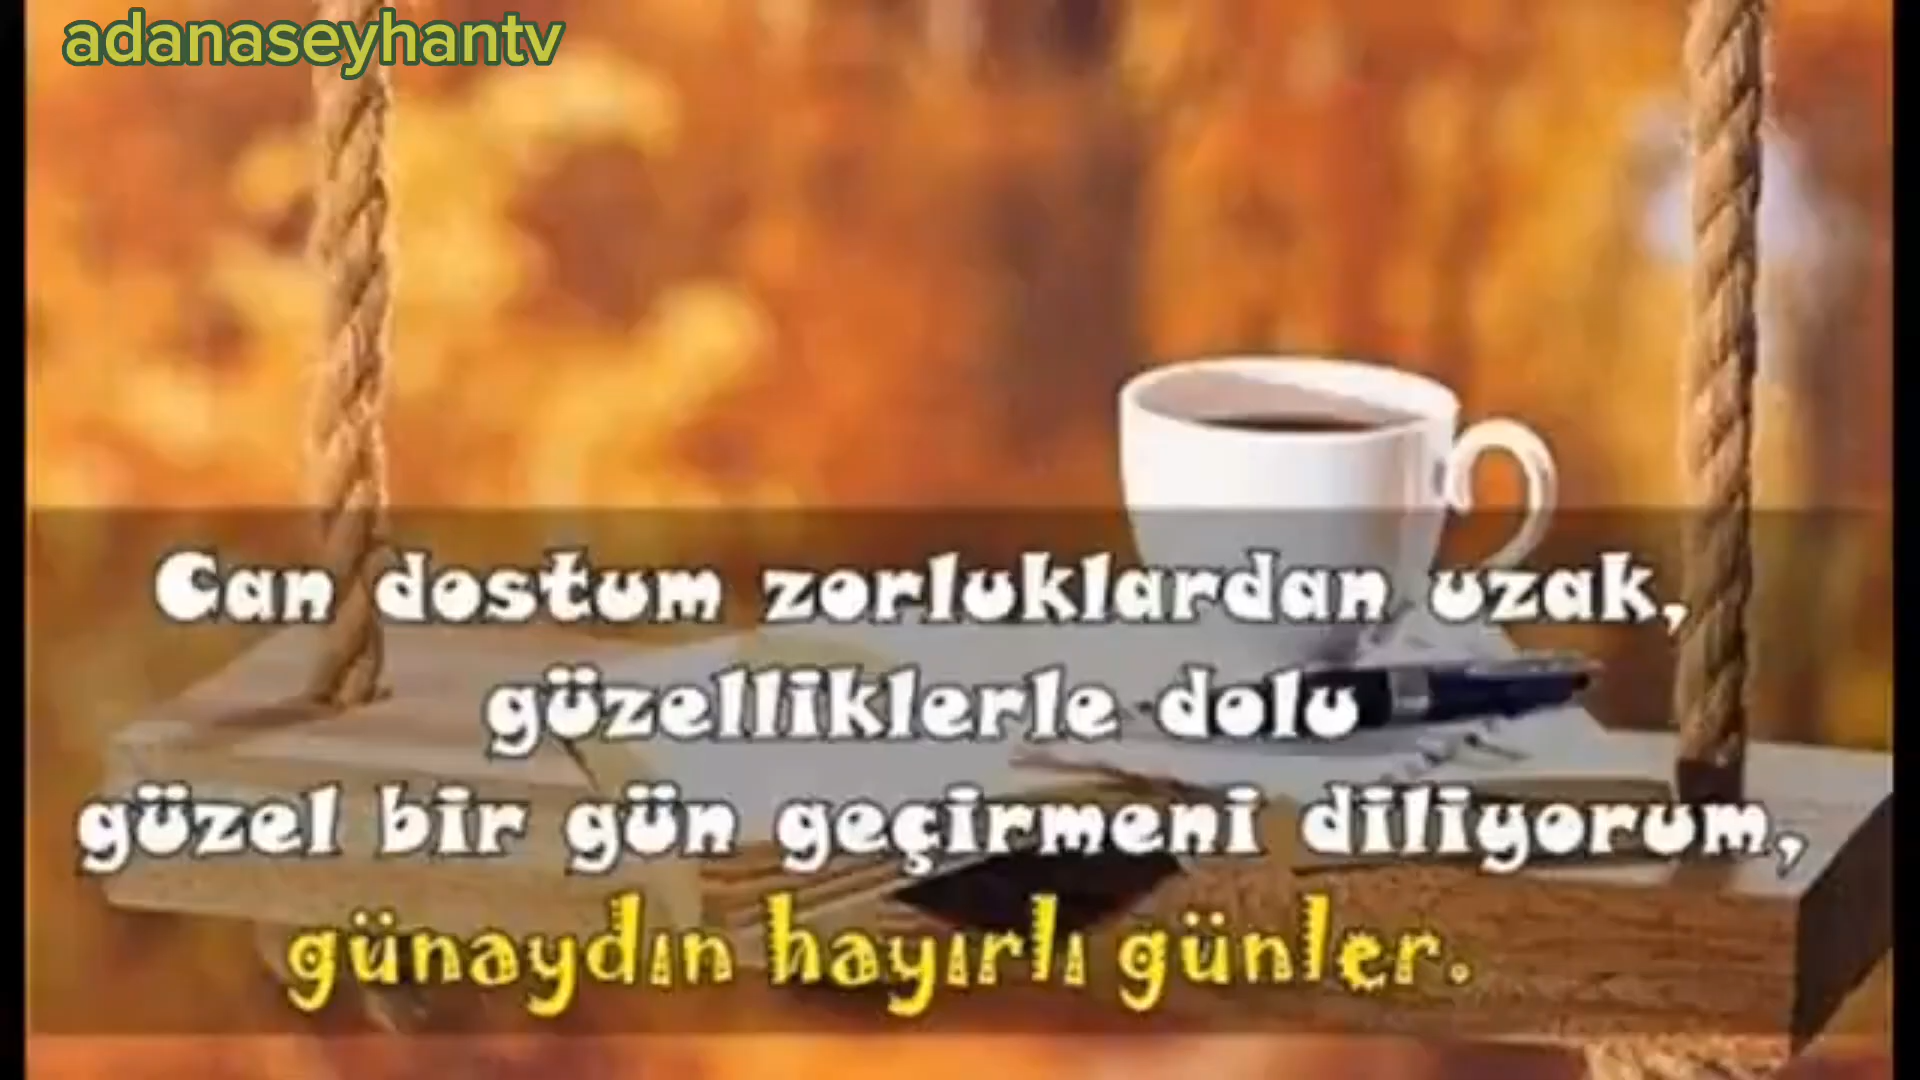 adanaseyhantv
Can dostum zorluklardan uzak,
güzelliklerle dolu
güzel bir gün geçirmeni diliyorum,
günaydın hayırlı günler.